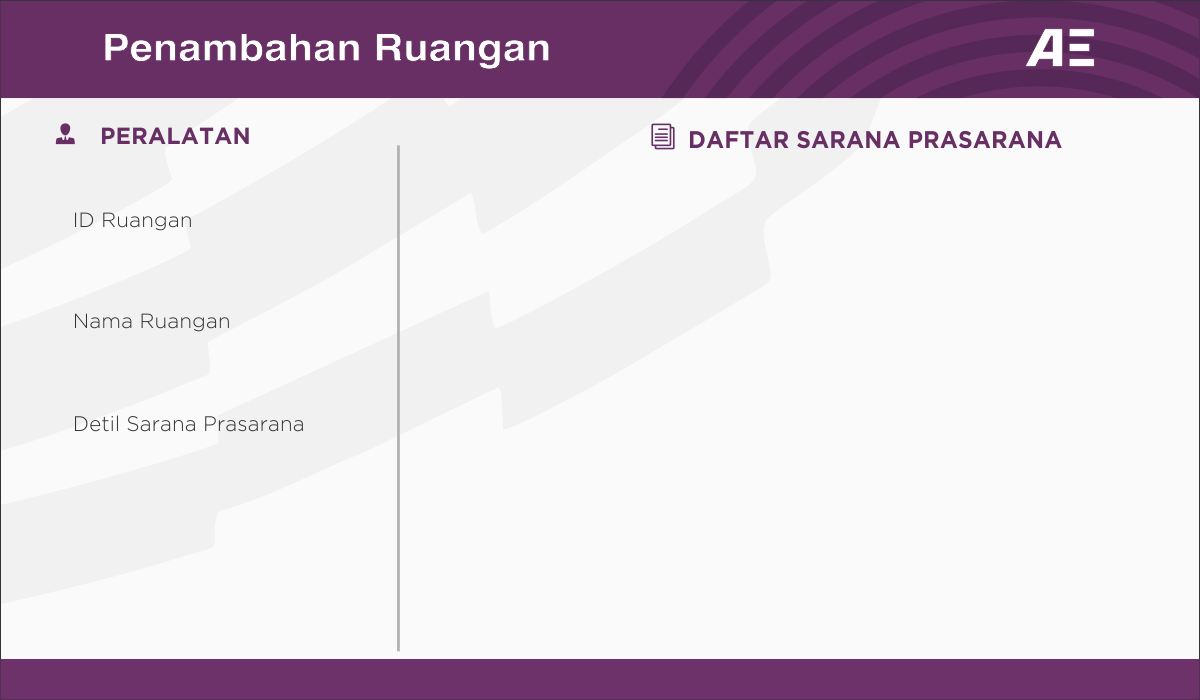 Penambahan Ruangan
AE
PERALATAN
DAFTAR SARANA PRASARANA
ID Ruangan
Nama Ruangan
Detil Sarana Prasarana